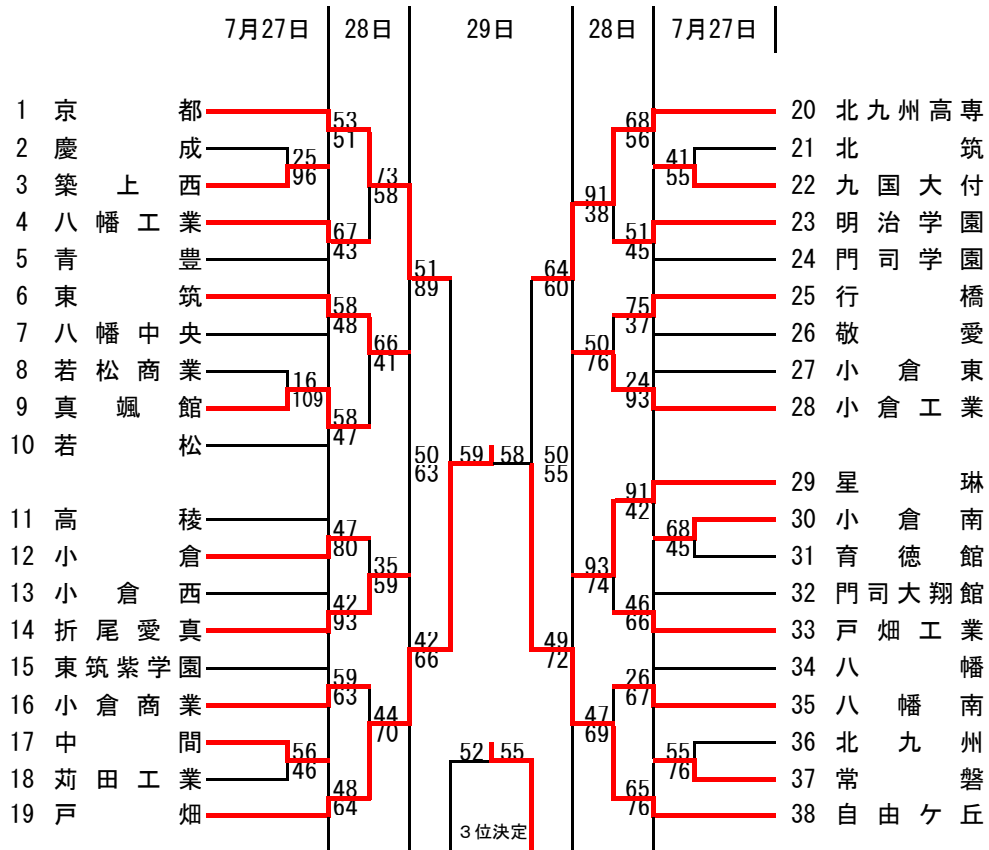 7月27日 28日 29日 28日 7月27日
1 京都 53 68 20 北九州高専
51 56
2 慶成 25 41 21 北筑
3 築上西 96 55 22 九国大付
73 91
58 38
4 八幡工業 67 51 23 明治学園
5 青豊 43 45 24 門司学園
51 64
89 60
6 東筑 58 75 25 行橋
7 八幡中央 48 37 26 敬愛
66 50
41 76
8 若松商業 16 24 27 小倉東
9 真颯館 109 93 28 小倉工業
58
10 若松 47
50 59 58 50
63 55
91 29 星琳
42
11 高稜 47 68 30 小倉南
12 小倉 80 45 31 育徳館
35 93
59 74
13 小倉西 42 46 32 門司大翔館
14 折尾愛真 93 66 33 戸畑工業
42 49
66 72
15 東筑紫学園 59 26 34 八幡
16 小倉商業 63 67 35 八幡南
44 47
70 69
17 中間 56 52 55 55 36 北九州
18 苅田工業 46 76 37 常磐
48 65
19 戸畑 64 76 38 自由ケ丘
3位決定